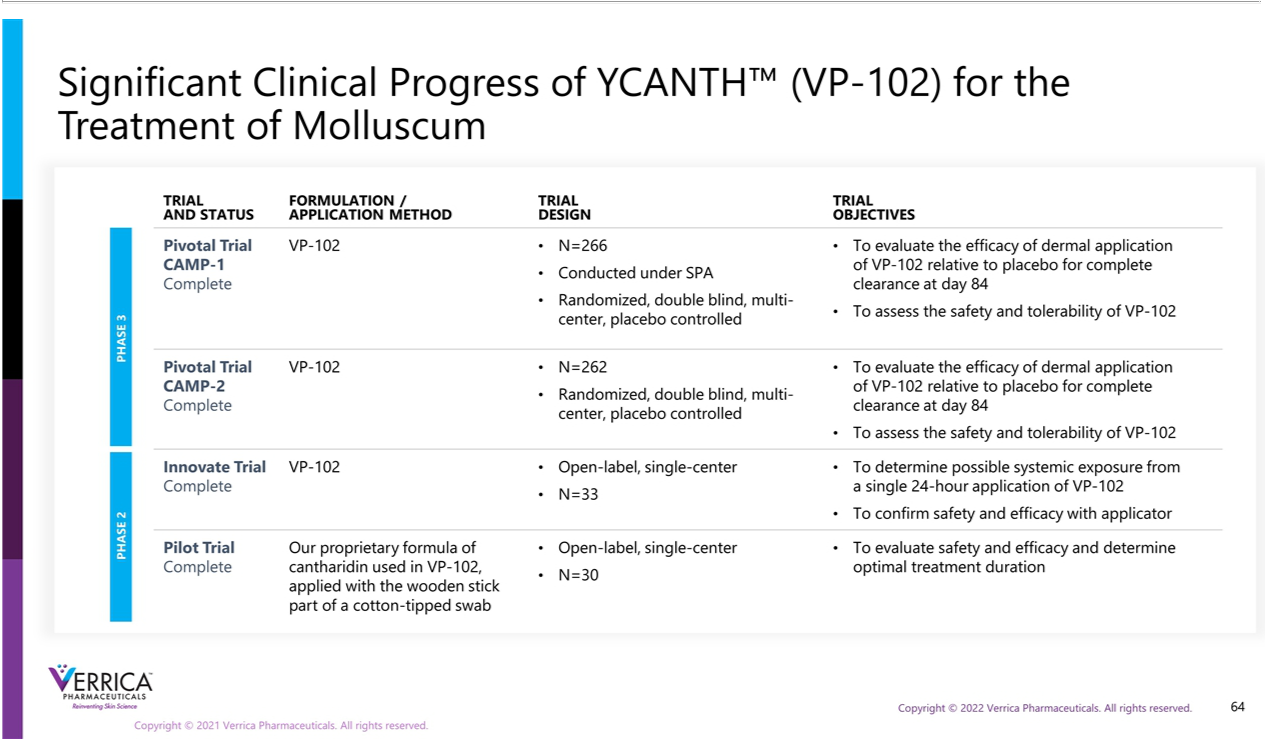 Significant Clinical Progress of YCANTH™ (VP-102) for the
Treatment of Molluscum
TRIAL
AND STATUS
FORMULATION /
APPLICATION METHOD
TRIAL
DESIGN
TRIAL
OBJECTIVES
PHASE 3
Pivotal Trial
CAMP-1
Complete
VP-102
• N=266
• Conducted under SPA
• Randomized, double blind, multi-
center, placebo controlled
• To evaluate the efficacy of dermal application
of VP-102 relative to placebo for complete
clearance at day 84
• To assess the safety and tolerability of VP-102
Pivotal Trial
CAMP-2
Complete
VP-102
• N=262
• Randomized, double blind, multi-
center, placebo controlled
• To evaluate the efficacy of dermal application
of VP-102 relative to placebo for complete
clearance at day 84
• To assess the safety and tolerability of VP-102
PHASE 2
Innovate Trial
Complete
VP-102
• Open-label, single-center
• N=33
• To determine possible systemic exposure from
a single 24-hour application of VP-102
• To confirm safety and efficacy with applicator
Pilot Trial
Complete
Our proprietary formula of
cantharidin used in VP-102,
applied with the wooden stick
part of a cotton-tipped swab
• Open-label, single-center
• N=30
• To evaluate safety and efficacy and determine
optimal treatment duration
VERRICA™
PHARMACEUTICALS
Reinventing Skin Science
Copyright © 2021 Verrica Pharmaceuticals. All rights reserved.
Copyright © 2022 Verrica Pharmaceuticals. All rights reserved.
64